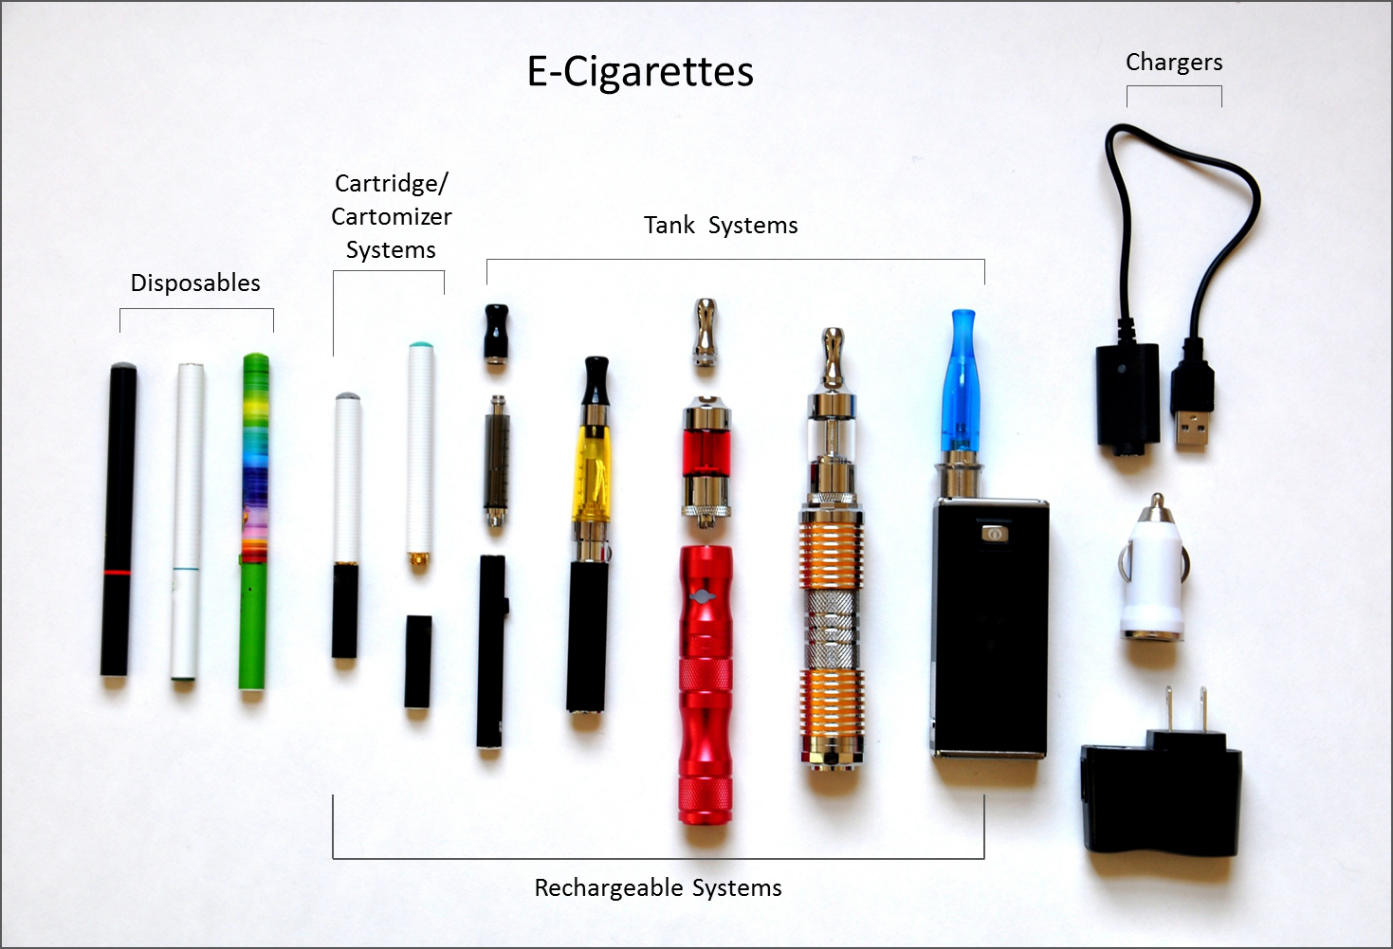 E-Cigarettes
Chargers
Cartridge/
Cartomizer
Systems
Tank Systems
Disposables
Rechargeable Systems